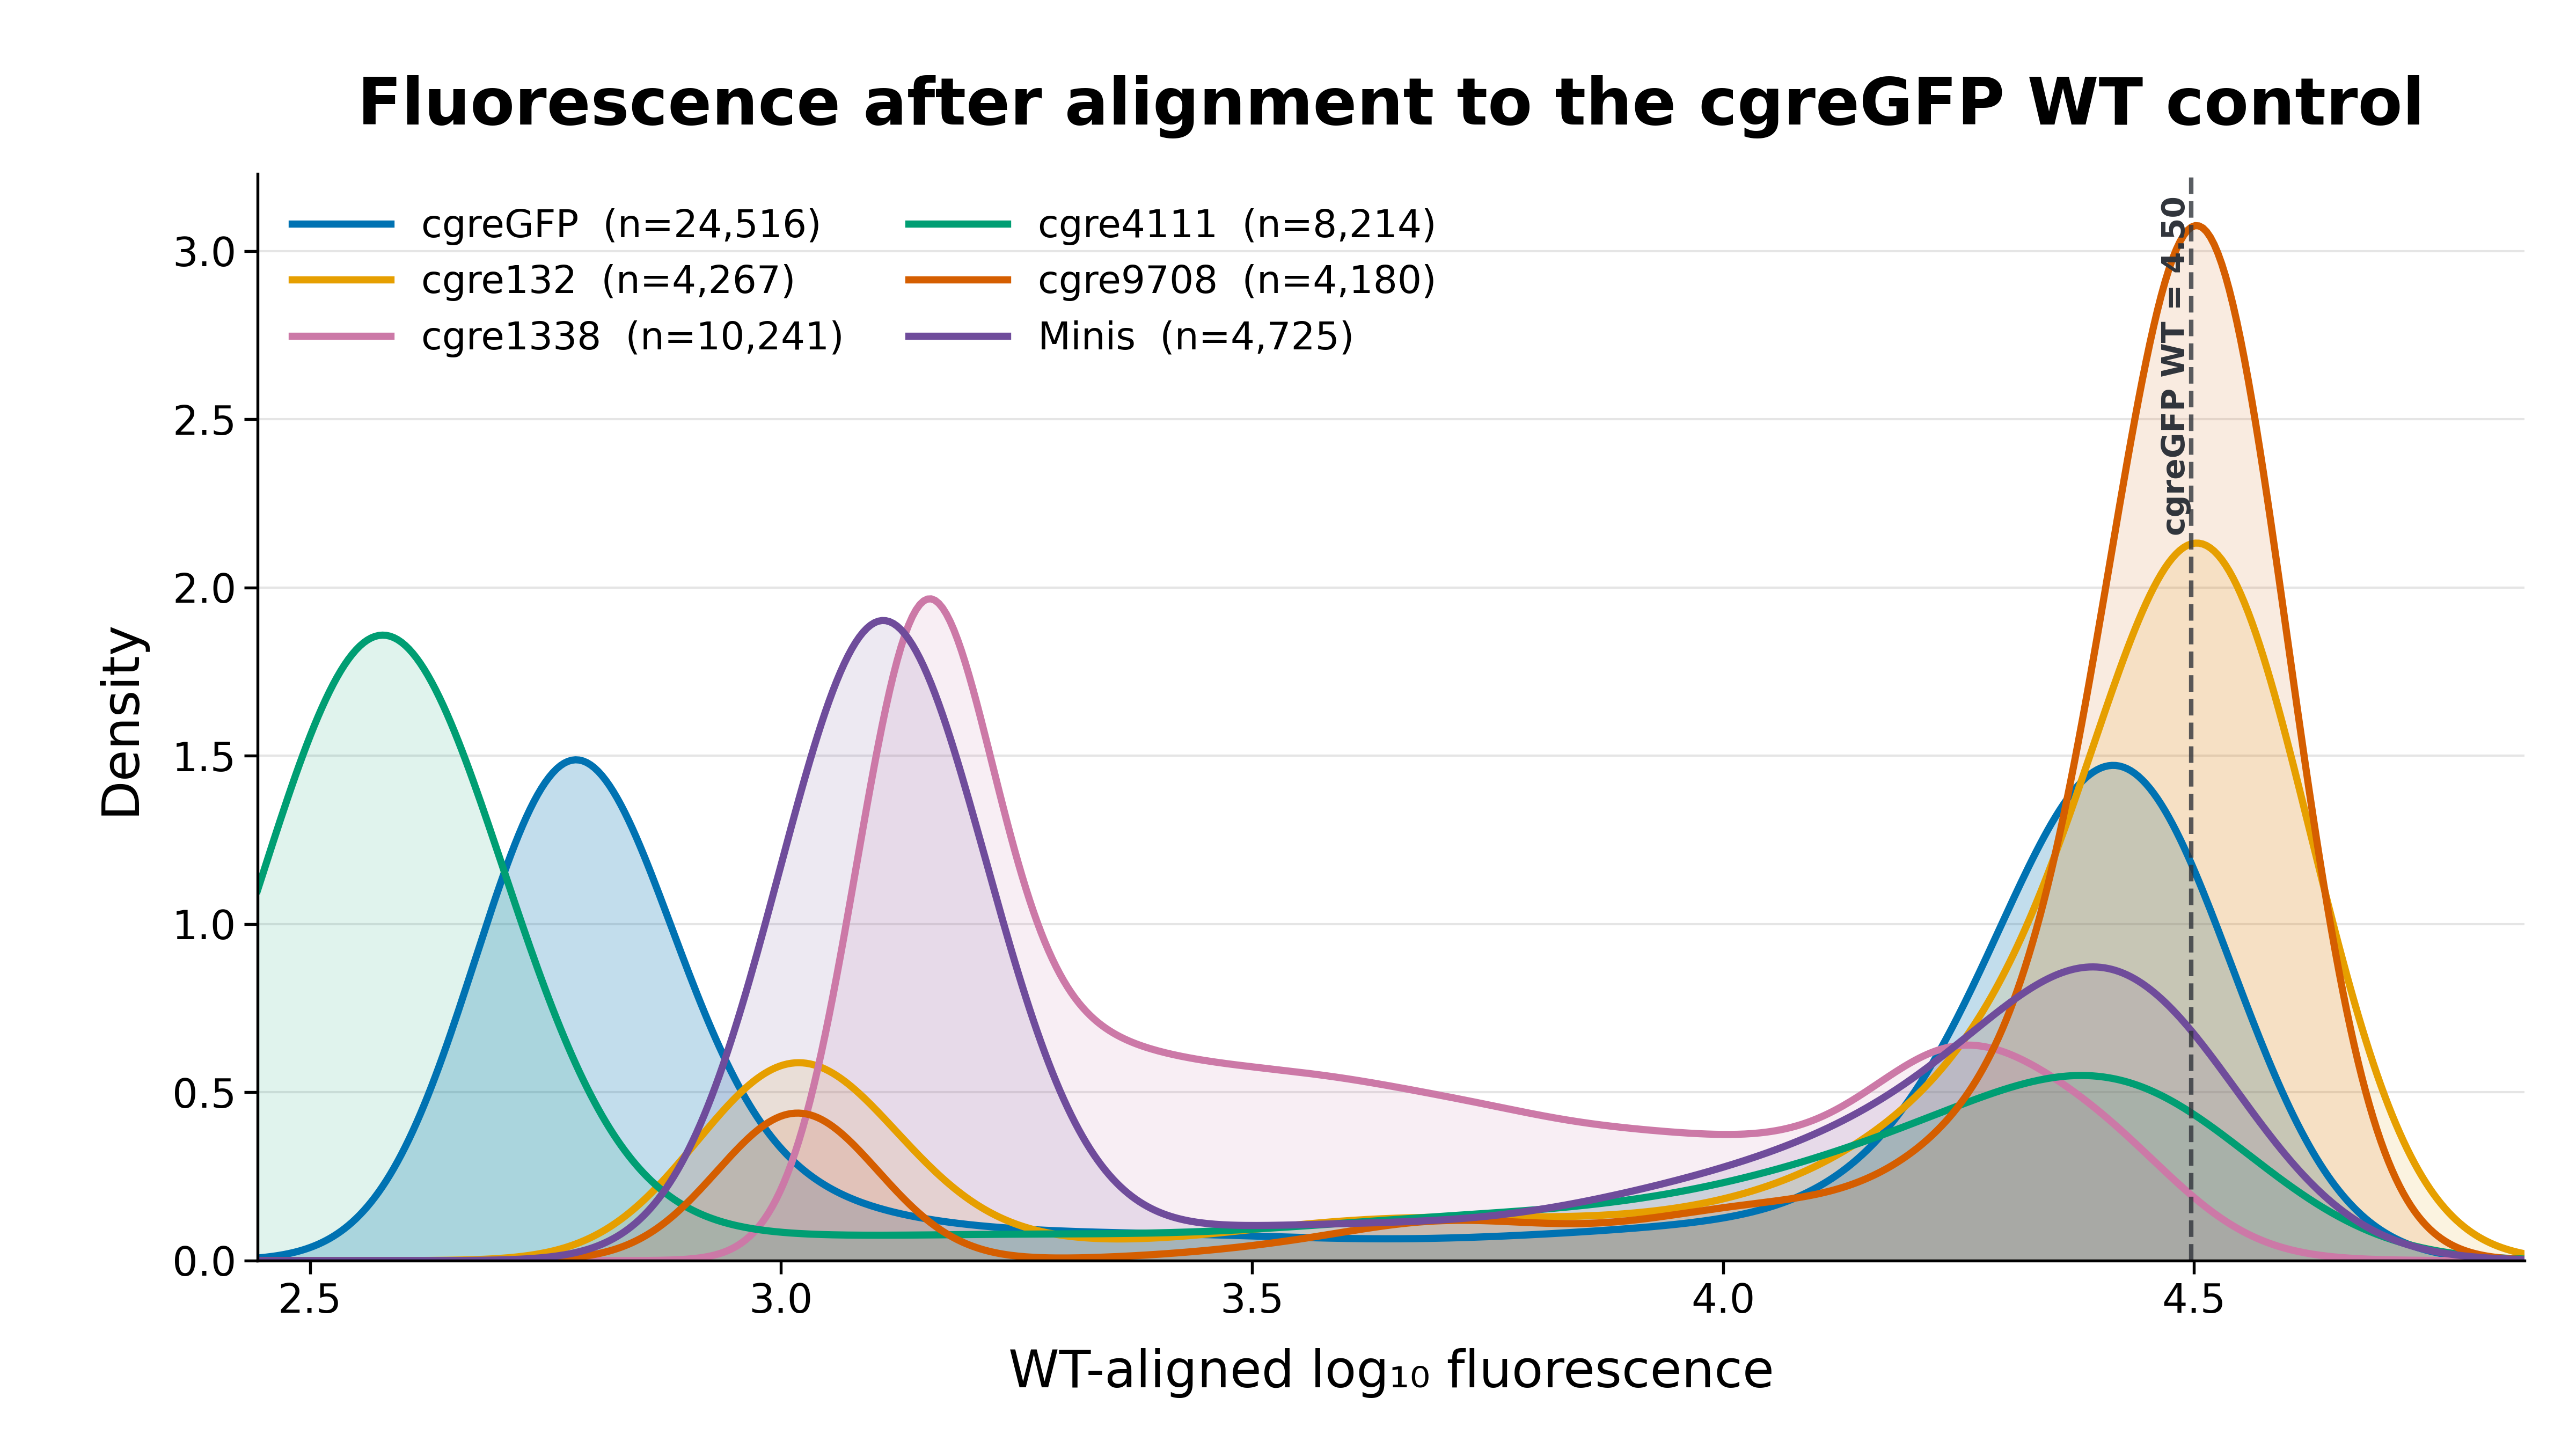 Fluorescence after alignment to the cgreGFP WT control
cgreGFP (n=24,516)
cgre132 (n=4,267)
cgre1338 (n=10,241)
cgre4111 (n=8,214)
cgre9708 (n=4,180)
Minis (n=4,725)
cgreGFP WT = 4.50
Density
3.0
2.5
2.0
1.5
1.0
0.5
0.0
2.5 3.0 3.5 4.0 4.5
WT-aligned log₁₀ fluorescence